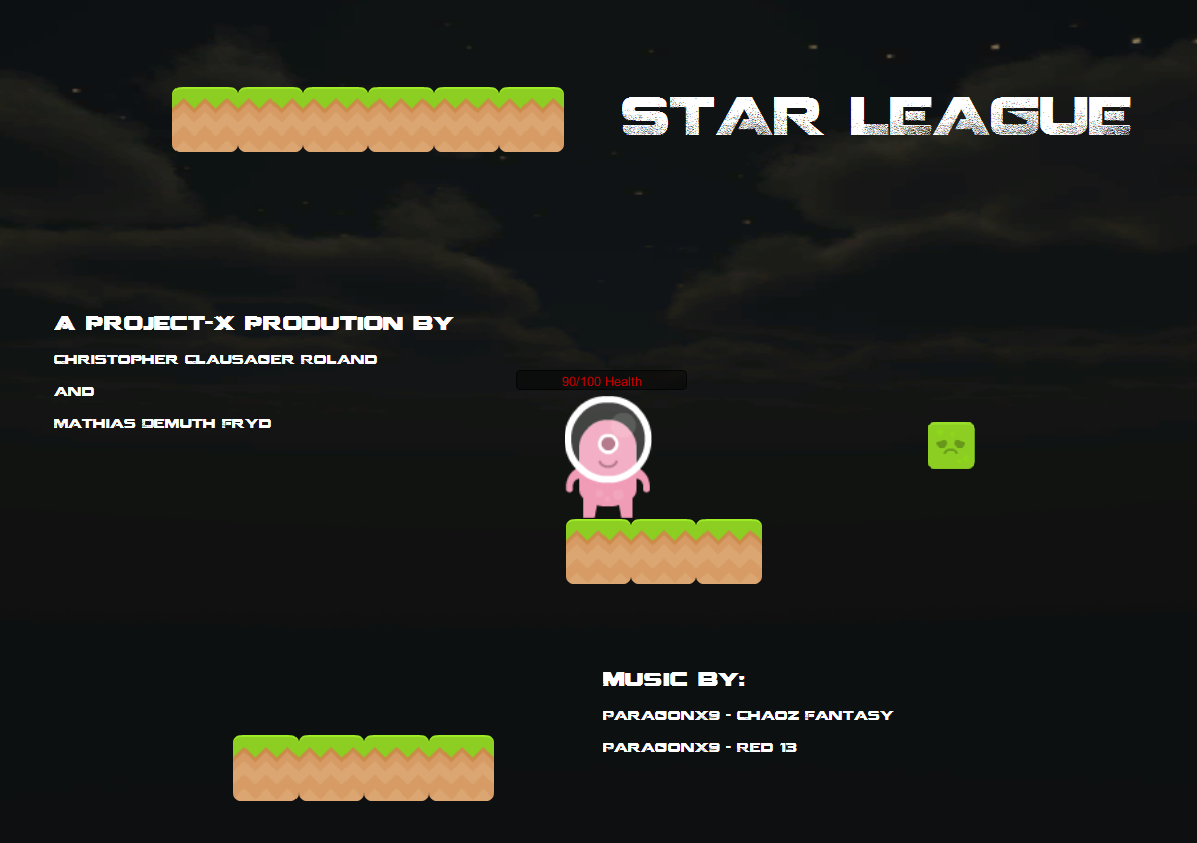 STAR LEAGUE
A PROJECT-X PRODUTION BY
CHRISTOPHER CLAUSAGER ROLAND
AND
MATHIAS DEMUTH FRYD
90/100 Health
MUSIC BY:
PARAGONX9 - CHAOZ FANTASY
PARAGONX9 - RED 13